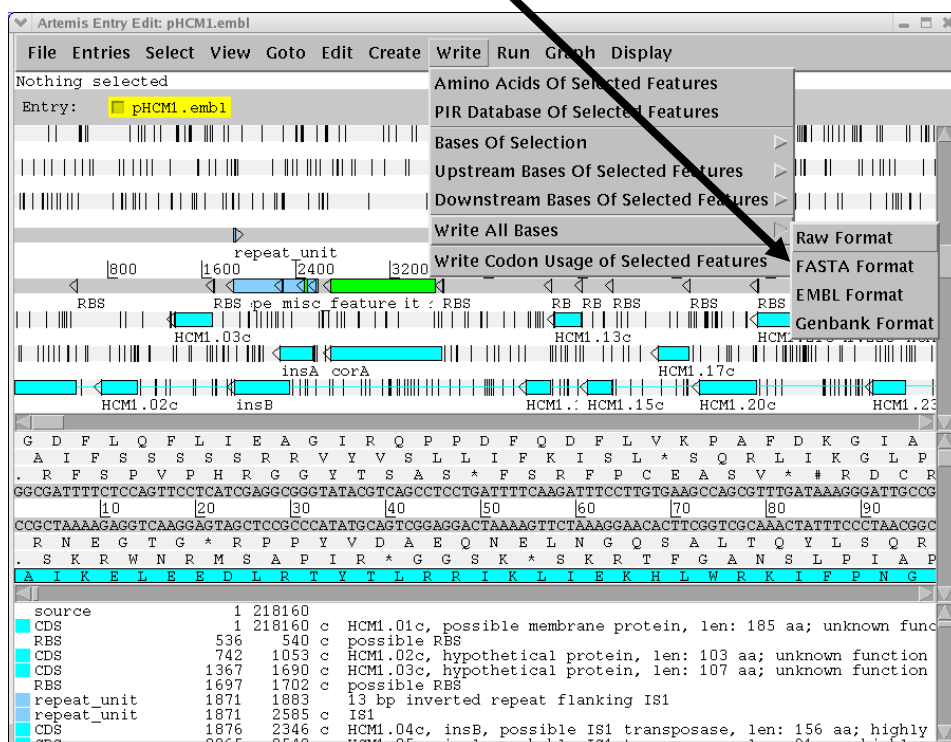 Artemis Entry Edit: pHCM1.embl
File Entries Select View Goto Edit Create Write Run Graph Display
Nothing selected
Entry: pHCM1.embl
Amino Acids Of Selected Features
PIR Database Of Selected Features
Bases Of Selection
Upstream Bases Of Selected Features
Downstream Bases Of Selected Features
Write All Bases
Write Codon Usage of Selected Features
Raw Format
FASTA Format
EMBL Format
Genbank Format
repeat_unit
800 1600 2400 3200
RBS RBS pe misc_feature it RBS RB RB RBS RBS RBS
HCM1.03c HCM1.13c
insA corA HCM1.17c
HCM1.02c insB HCM1.: HCM1.15c HCM1.20c HCM1.23
G D F L Q F L I E A G I R Q P P D F Q D F L V K P A F D K G I A
A I F S S S S S R R V Y V S L L I F K I S L * S Q R L I K G L P
. R F S P V P H R G G Y T S A S * F S R F P C E A S V * # R D C R
GGCGATTTTCTCCAGTTCCTCATCGAGGCGGGTATACGTCAGCCTCCTGATTTTCAAGATTTCCTTGTGAAGCCAGCGTTTGATAAAGGGATTGCCG
10 20 30 40 50 60 70 80 90
CCGCTAAAAGAGGTCAAGGAGTAGCTCCGCCCATATGCAGTCGGAGGACTAAAAGTTCTAAAGGAACACTTCGGTCGCAAACTATTTCCCTAACGGC
R N E G T G * R P P Y V D A E Q N E L N G Q S A L T Q Y L S Q R
. S K R W N R M S A P I R * G G S K * S K R T F G A N S L P I A P
A I K E L E E D L R T Y T L R R I K L I E K H L W R K I F P N G
source 1 218160
CDS 1 218160 c HCM1.01c, possible membrane protein, len: 185 aa; unknown func
RBS 536 540 c possible RBS
CDS 742 1053 c HCM1.02c, hypothetical protein, len: 103 aa; unknown function
CDS 1367 1690 c HCM1.03c, hypothetical protein, len: 107 aa; unknown function
RBS 1697 1702 c possible RBS
repeat_unit 1871 1883 13 bp inverted repeat flanking IS1
repeat_unit 1871 2585 c IS1
CDS 1876 2346 c HCM1.04c, insB, possible IS1 transposase, len: 156 aa; highly